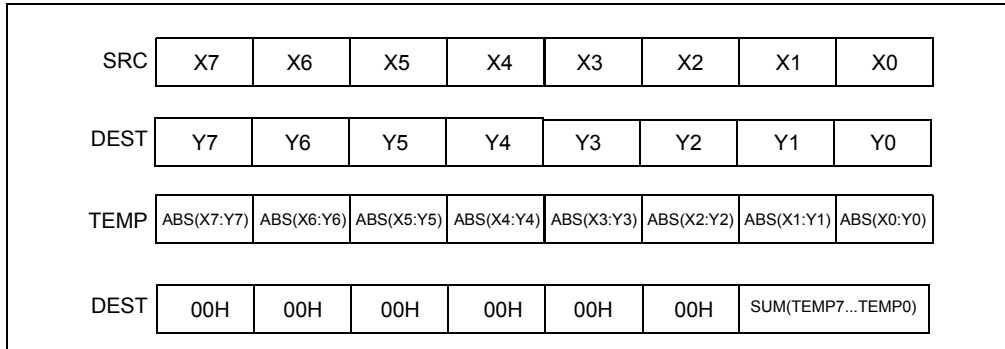 SRC X7 X6 X5 X4 X3 X2 X1 X0
DEST Y7 Y6 Y5 Y4 Y3 Y2 Y1 Y0
TEMP ABS(X7:Y7) ABS(X6:Y6) ABS(X5:Y5) ABS(X4:Y4) ABS(X3:Y3) ABS(X2:Y2) ABS(X1:Y1) ABS(X0:Y0)
DEST 00H 00H 00H 00H 00H 00H SUM(TEMP7...TEMP0)